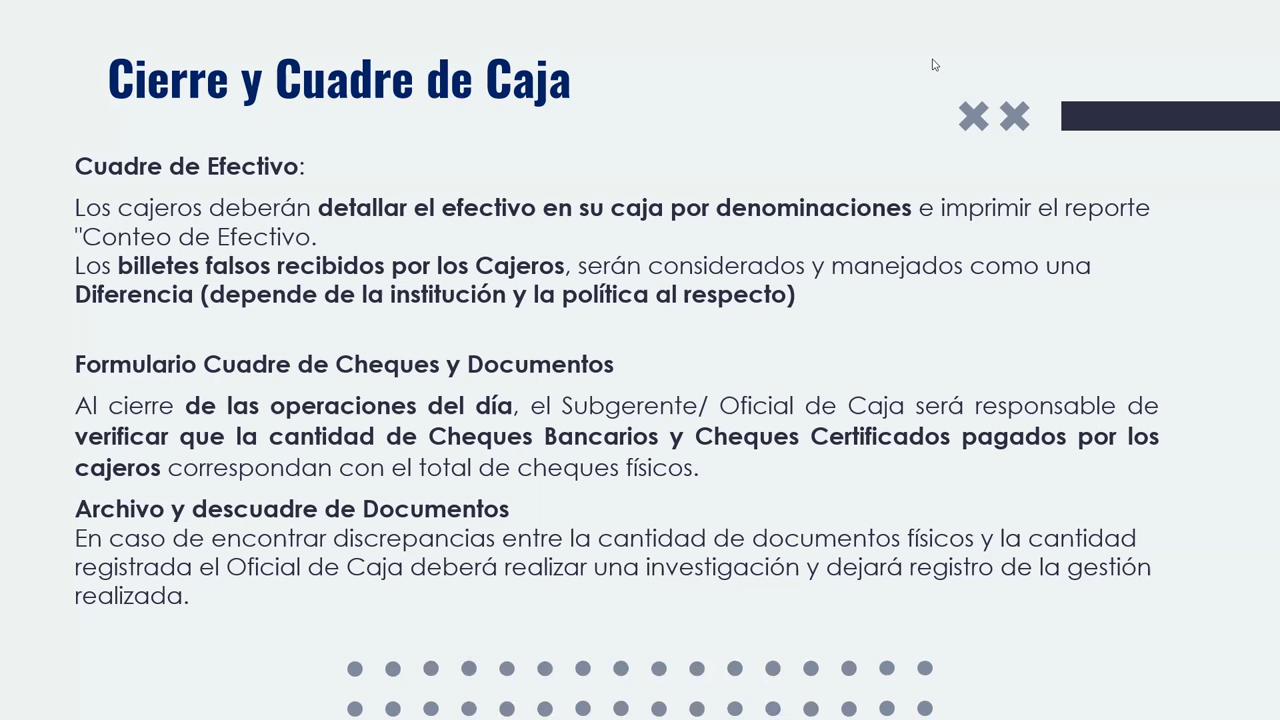 Cierre y Cuadre de Caja
Cuadre de Efectivo:
Los cajeros deberán detallar el efectivo en su caja por denominaciones e imprimir el reporte
"Conteo de Efectivo.
Los billetes falsos recibidos por los Cajeros, serán considerados y manejados como una
Diferencia (depende de la institución y la política al respecto)
Formulario Cuadre de Cheques y Documentos
Al cierre de las operaciones del día, el Subgerente/ Oficial de Caja será responsable de
verificar que la cantidad de Cheques Bancarios y Cheques Certificados pagados por los
cajeros correspondan con el total de cheques físicos.
Archivo y descuadre de Documentos
En caso de encontrar discrepancias entre la cantidad de documentos físicos y la cantidad
registrada el Oficial de Caja deberá realizar una investigación y dejará registro de la gestión
realizada.